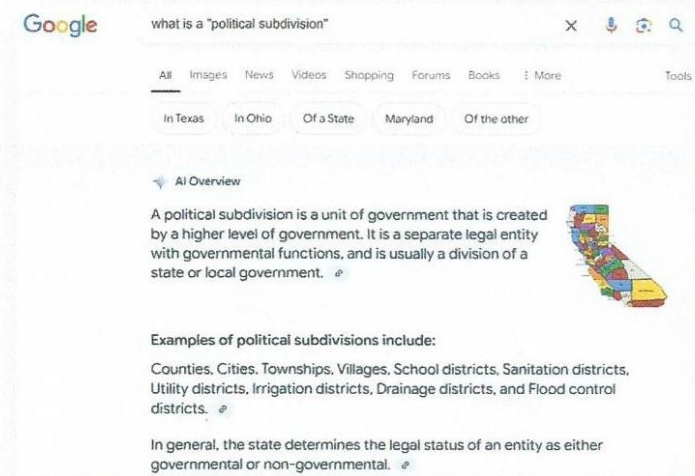 Google
what is a "political subdivision"
All Images News Videos Shopping Forums Books : More Tools
In Texas In Ohio Of a State Maryland Of the other
AI Overview
A political subdivision is a unit of government that is created
by a higher level of government. It is a separate legal entity
with governmental functions, and is usually a division of a
state or local government.
Examples of political subdivisions include:
Counties, Cities, Townships, Villages, School districts, Sanitation districts,
Utility districts, Irrigation districts, Drainage districts, and Flood control
districts.
In general, the state determines the legal status of an entity as either
governmental or non-governmental.